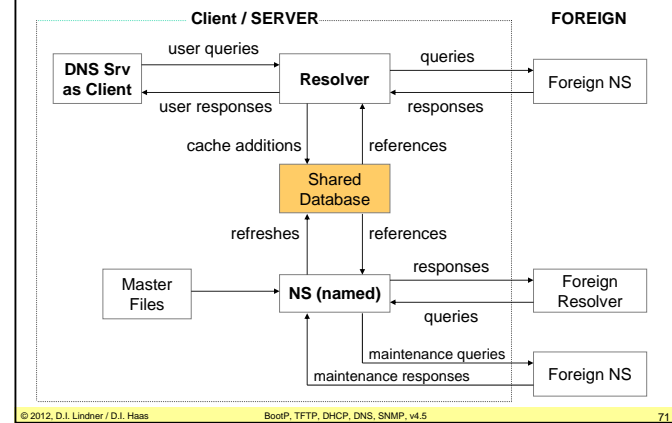 Client / SERVER
FOREIGN
user queries
queries
DNS Srv
as Client
Resolver
Foreign NS
user responses
responses
cache additions
references
Shared
Database
refreshes
references
responses
Master
Files
NS (named)
Foreign
Resolver
queries
maintenance queries
maintenance responses
Foreign NS
© 2012, D.I. Lindner / D.I. Haas
BootP, TFTP, DHCP, DNS, SNMP, v4.5
71